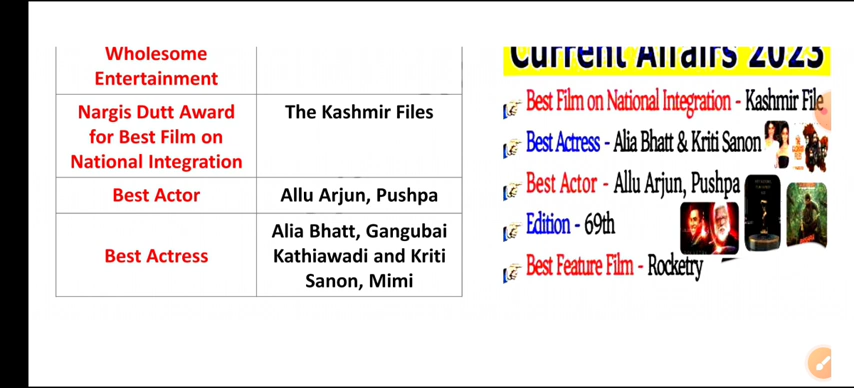 Wholesome
Entertainment
Nargis Dutt Award
for Best Film on
National Integration
The Kashmir Files
Best Actor
Allu Arjun, Pushpa
Best Actress
Alia Bhatt, Gangubai
Kathiawadi and Kriti
Sanon, Mimi
Current Affairs 2023
Best Film on National Integration - Kashmir File
Best Actress - Alia Bhatt & Kriti Sanon
Best Actor - Allu Arjun, Pushpa
Edition - 69th
Best Feature Film - Rocketry